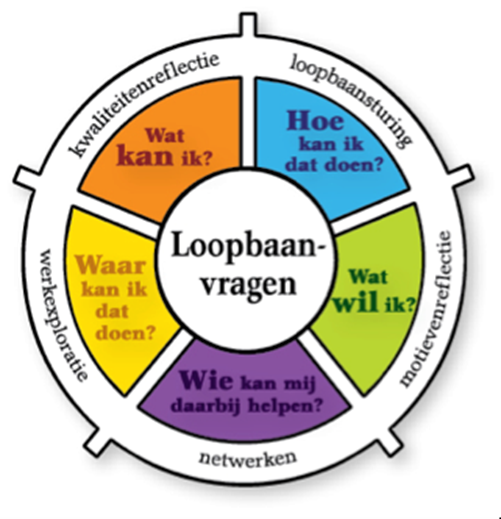 kwaliteitenreflectie
loopbaansturing
Wat
kan ik?
Hoe
kan ik
dat doen?
Loopbaan-
vragen
Waar
kan ik
dat
doen?
Wat
wil ik?
werkexploratie
motievenreflectie
Wie kan mij
daarbij helpen?
netwerken